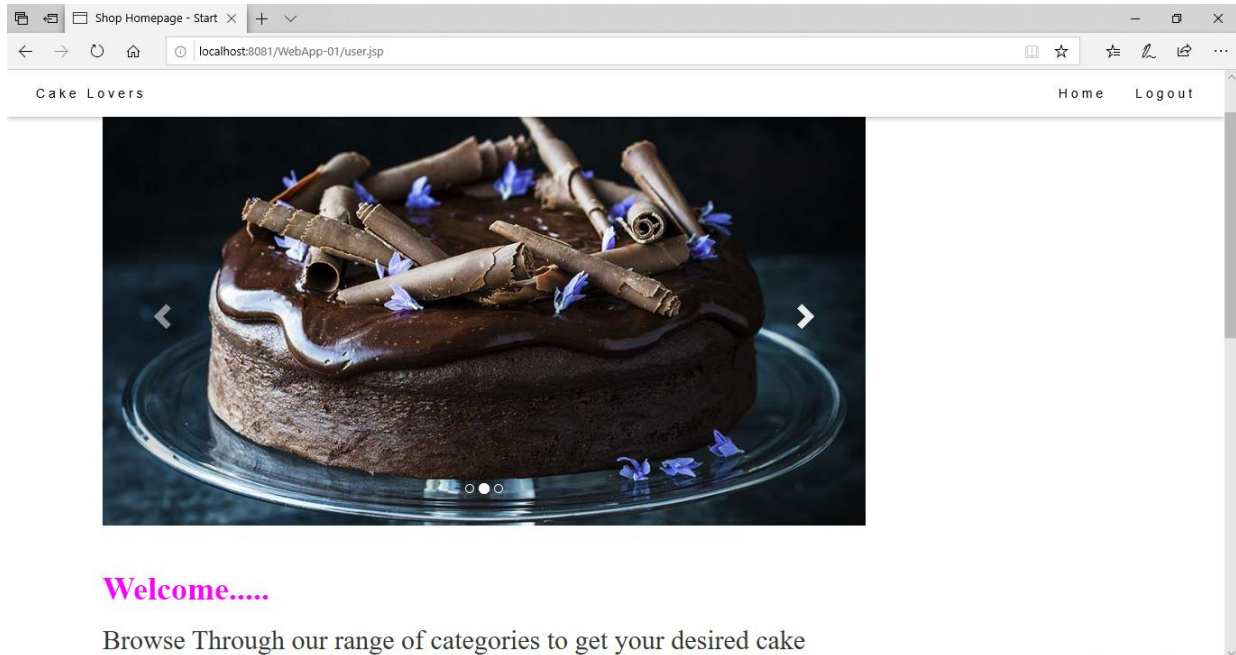 Shop Homepage - Start
localhost:8081/WebApp-01/user.jsp
Cake Lovers
Home Logout
Welcome.....
Browse Through our range of categories to get your desired cake